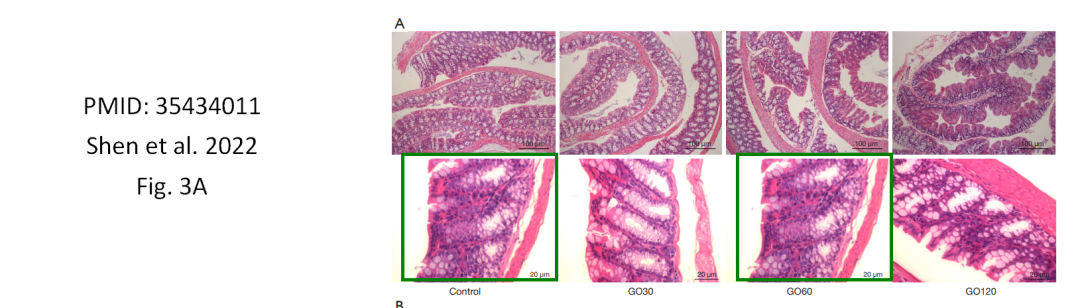 A
PMID: 35434011
Shen et al. 2022
Fig. 3A
100 μm
100 μm
100 μm
100 μm
20 μm
20 μm
20 μm
20 μm
Control
GO30
GO60
GO120
B